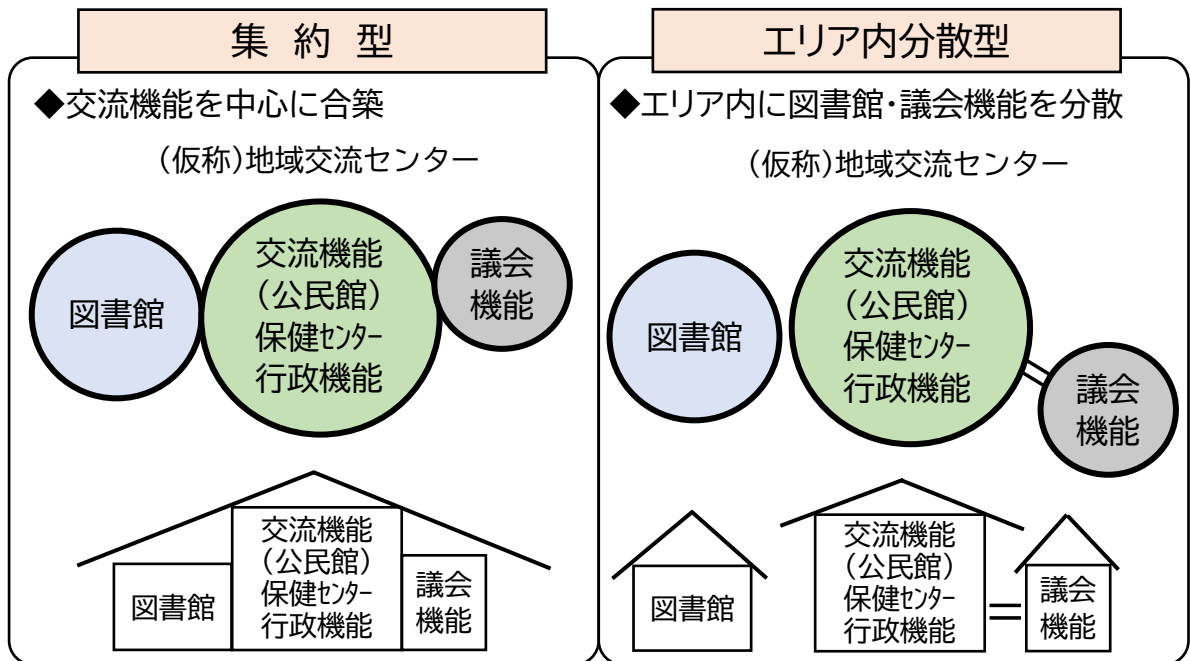 集 約 型
◆交流機能を中心に合築
(仮称)地域交流センター
図書館
交流機能
(公民館)
保健ｾﾝﾀｰ
行政機能
議会
機能
図書館
交流機能
(公民館)
保健ｾﾝﾀｰ
行政機能
議会
機能
エリア内分散型
◆エリア内に図書館・議会機能を分散
(仮称)地域交流センター
図書館
交流機能
(公民館)
保健ｾﾝﾀｰ
行政機能
議会
機能
図書館
交流機能
(公民館)
保健ｾﾝﾀｰ
行政機能
議会
機能